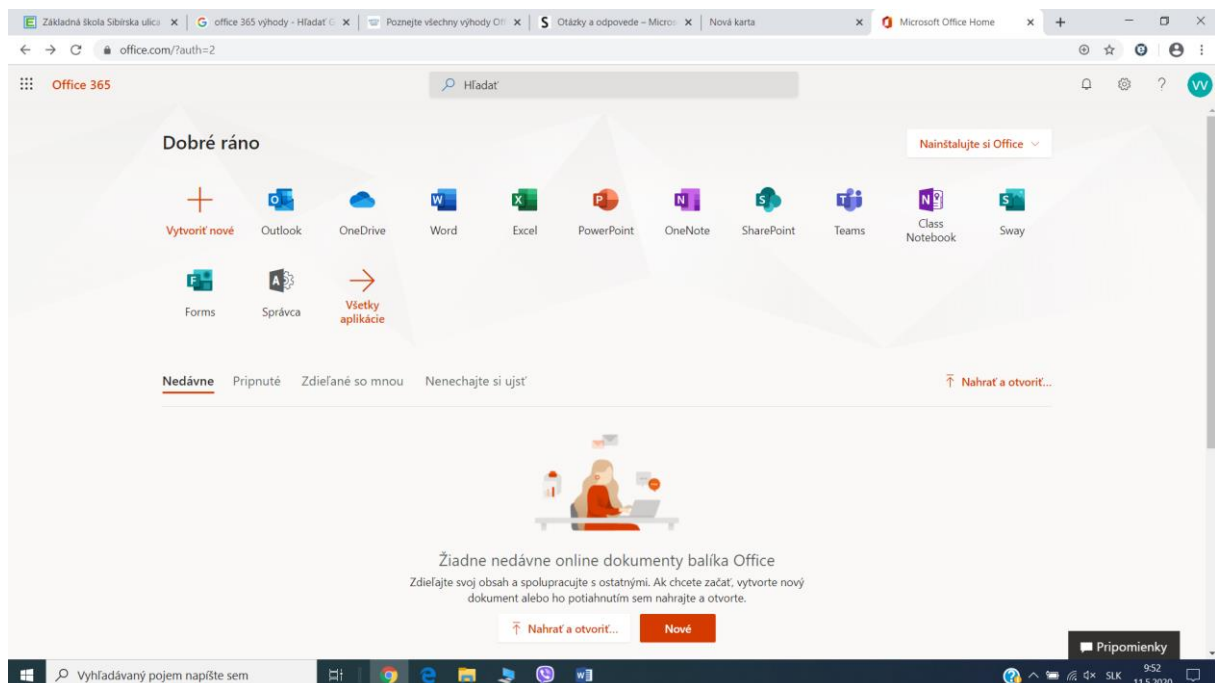 Základná škola Sibírska ulica
office 365 výhody - Hľadať
Poznejte všechny výhody Off
Otázky a odpovede – Micros
Nová karta
Microsoft Office Home
office.com/?auth=2
Office 365
Hľadať
VV
Dobré ráno
Nainštalujte si Office
Vytvoriť nové
Outlook
OneDrive
Word
Excel
PowerPoint
OneNote
SharePoint
Teams
Class
Notebook
Sway
Forms
Správca
Všetky
aplikácie
Nedávne
Pripnuté
Zdieľané so mnou
Nenechajte si ujsť
Nahrať a otvoriť...
Žiadne nedávne online dokumenty balíka Office
Zdieľajte svoj obsah a spolupracujte s ostatnými. Ak chcete začať, vytvorte nový
dokument alebo ho potiahnutím sem nahrajte a otvorte.
Nahrať a otvoriť...
Nové
Pripomienky
Vyhľadávaný pojem napíšte sem
SLK
9:52
11.5.2020